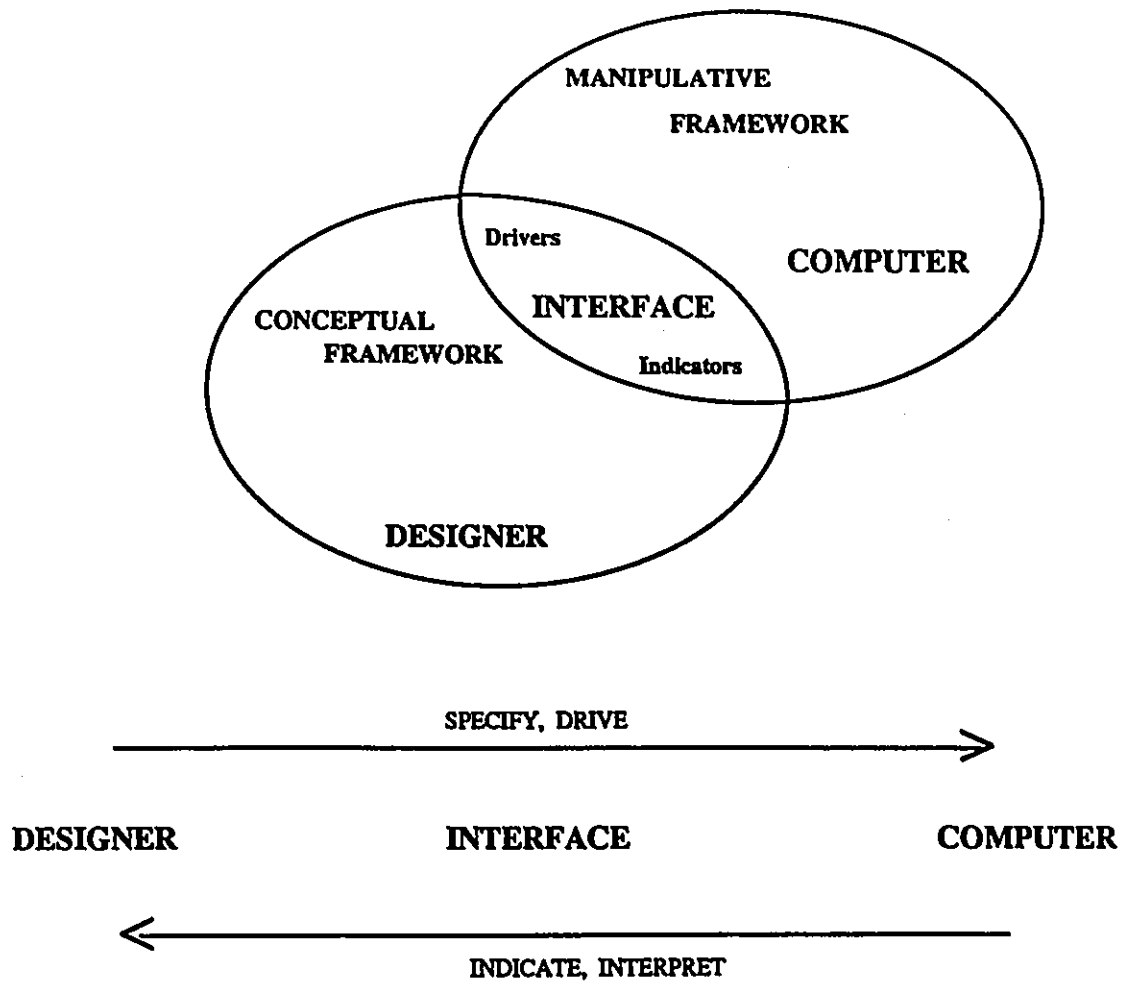 MANIPULATIVE
FRAMEWORK
Drivers
COMPUTER
INTERFACE
CONCEPTUAL
FRAMEWORK
Indicators
DESIGNER
SPECIFY, DRIVE
DESIGNER INTERFACE COMPUTER
INDICATE, INTERPRET